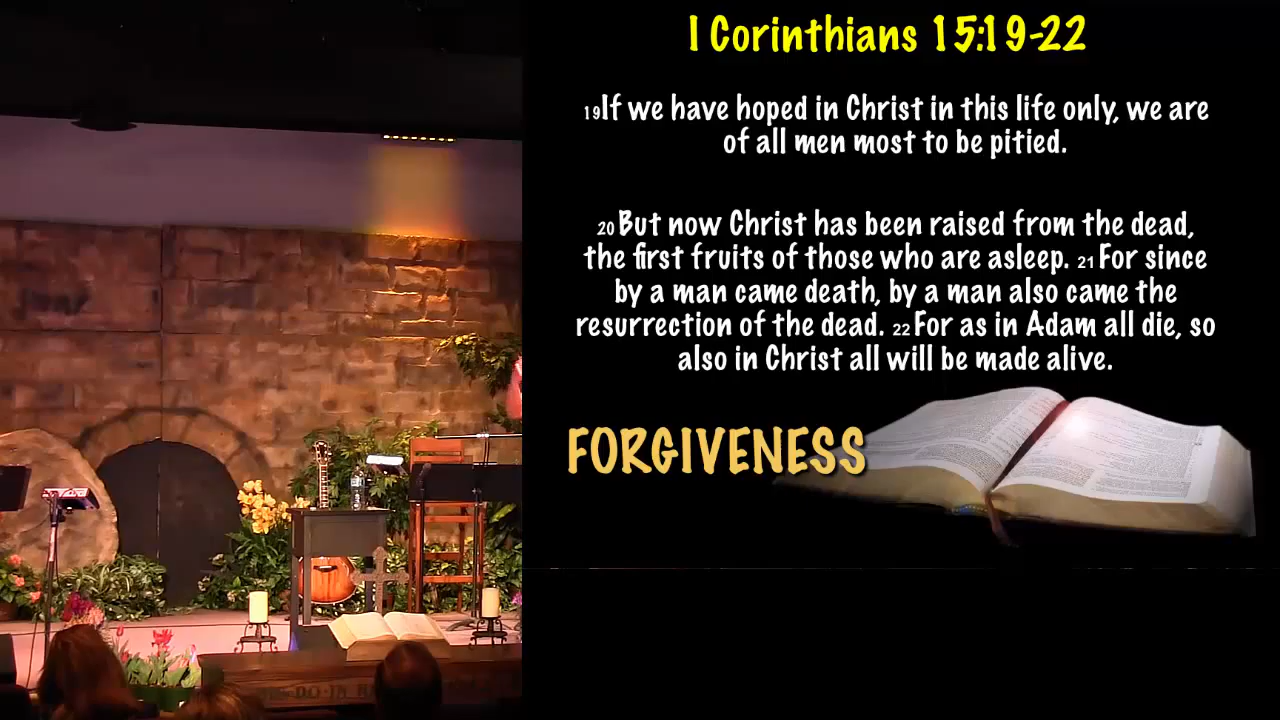 I Corinthians 15:19-22
19If we have hoped in Christ in this life only, we are
of all men most to be pitied.
20But now Christ has been raised from the dead,
the first fruits of those who are asleep. 21For since
by a man came death, by a man also came the
resurrection of the dead. 22For as in Adam all die, so
also in Christ all will be made alive.
FORGIVENESS
DO IN